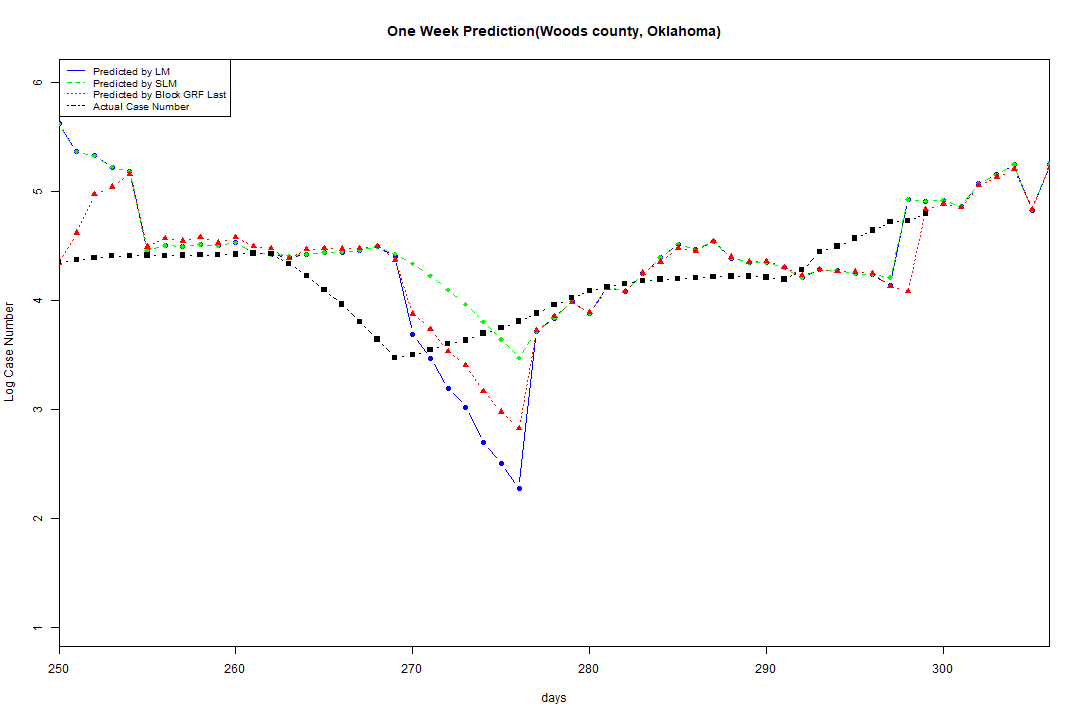 One Week Prediction(Woods county, Oklahoma)
Predicted by LM
Predicted by SLM
Predicted by Block GRF Last
Actual Case Number
6
5
4
3
2
1
Log Case Number
250 260 270 280 290 300
days